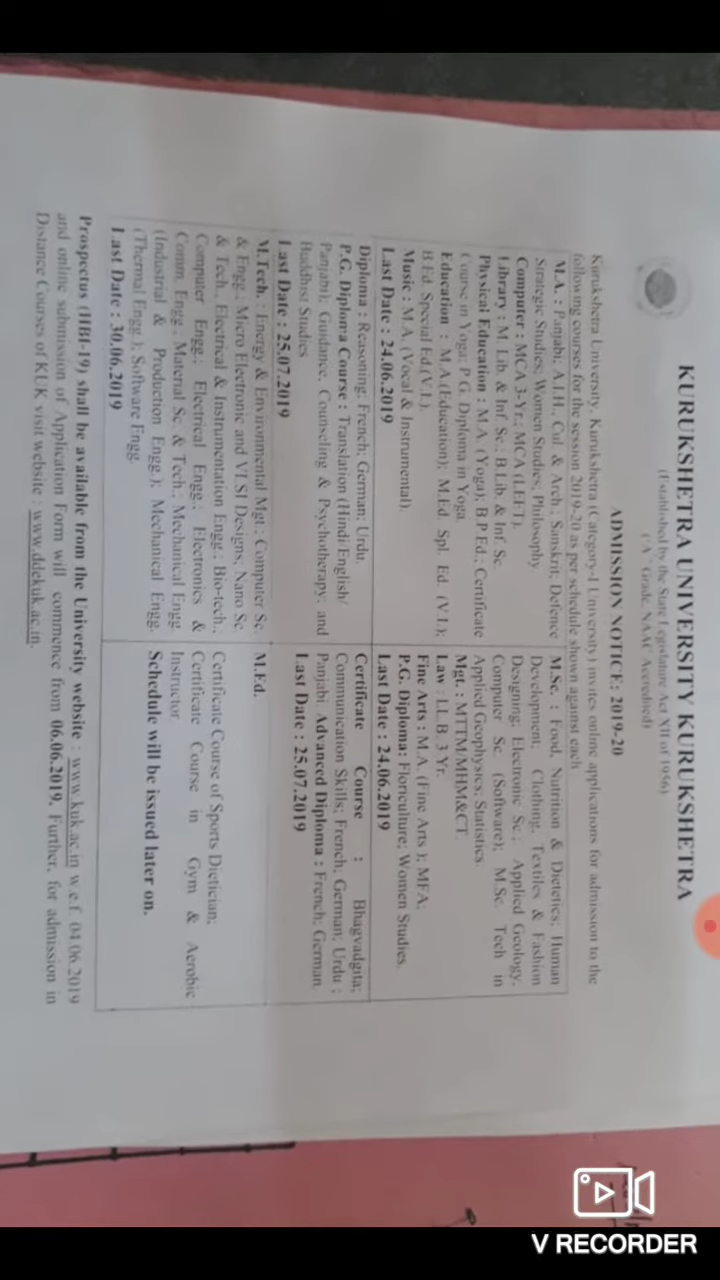 KURUKSHETRA UNIVERSITY KURUKSHETRA
(Established by the State Legislature Act XII of 1956)
('A+' Grade, NAAC Accredited)
ADMISSION NOTICE: 2019-20
Kurukshetra University, Kurukshetra (Category-I University) invites online applications for admission to the
following courses for the session 2019-20 as per schedule shown against each
M.A. : Panjabi; A.I.H., Cul. & Arch.; Sanskrit; Defence
Strategic Studies; Women Studies; Philosophy
Computer : MCA 3-Yr.; MCA (LEET).
Library : M. Lib. & Inf. Sc.; B.Lib. & Inf. Sc.
Physical Education : M.A. (Yoga); B.P.Ed.; Certificate
Course in Yoga; P.G. Diploma in Yoga.
Education : M.A.(Education); M.Ed. Spl. Ed. (V.I.);
B.Ed. Special Ed.(V.I.).
Music : M.A. (Vocal & Instrumental).
Last Date : 24.06.2019
M.Sc. : Food, Nutrition & Dietetics; Human
Development; Clothing, Textiles & Fashion
Designing; Electronic Sc.; Applied Geology;
Computer Sc. (Software); M.Sc. Tech in
Applied Geophysics; Statistics.
Mgt. : MTTM/MHM&CT.
Law : LL.B. 3 Yr.
Fine Arts : M.A. (Fine Arts ); MFA;
P.G. Diploma: Floriculture; Women Studies.
Last Date : 24.06.2019
Diploma : Reasoning; French; German; Urdu.
P.G. Diploma Course : Translation (Hindi/English/
Panjabi); Guidance, Counseling & Psychotherapy; and
Buddhist Studies
Last Date : 25.07.2019
Certificate Course : Bhagvadgita;
Communication Skills; French; German; Urdu ;
Panjabi. Advanced Diploma : French; German.
Last Date : 25.07.2019
M.Tech. : Energy & Environmental Mgt.; Computer Sc.
& Engg.; Micro Electronic and VLSI Designs; Nano Sc.
& Tech.; Electrical & Instrumentation Engg.; Bio-tech.;
Computer Engg.; Electrical Engg.; Electronics &
Comm. Engg.; Material Sc. & Tech.; Mechanical Engg.
(Industrial & Production Engg.); Mechanical Engg.
(Thermal Engg.); Software Engg.
Last Date : 30.06.2019
M.Ed.
Certificate Course of Sports Dietician;
Certificate Course in Gym & Aerobic
Instructor
Schedule will be issued later on.
Prospectus (HBI-19) shall be available from the University website : www.kuk.ac.in w.e.f. 04.06.2019
and online submission of Application Form will commence from 06.06.2019. Further, for admission in
Distance Courses of KUK visit website : www.ddekuk.ac.in.
V RECORDER